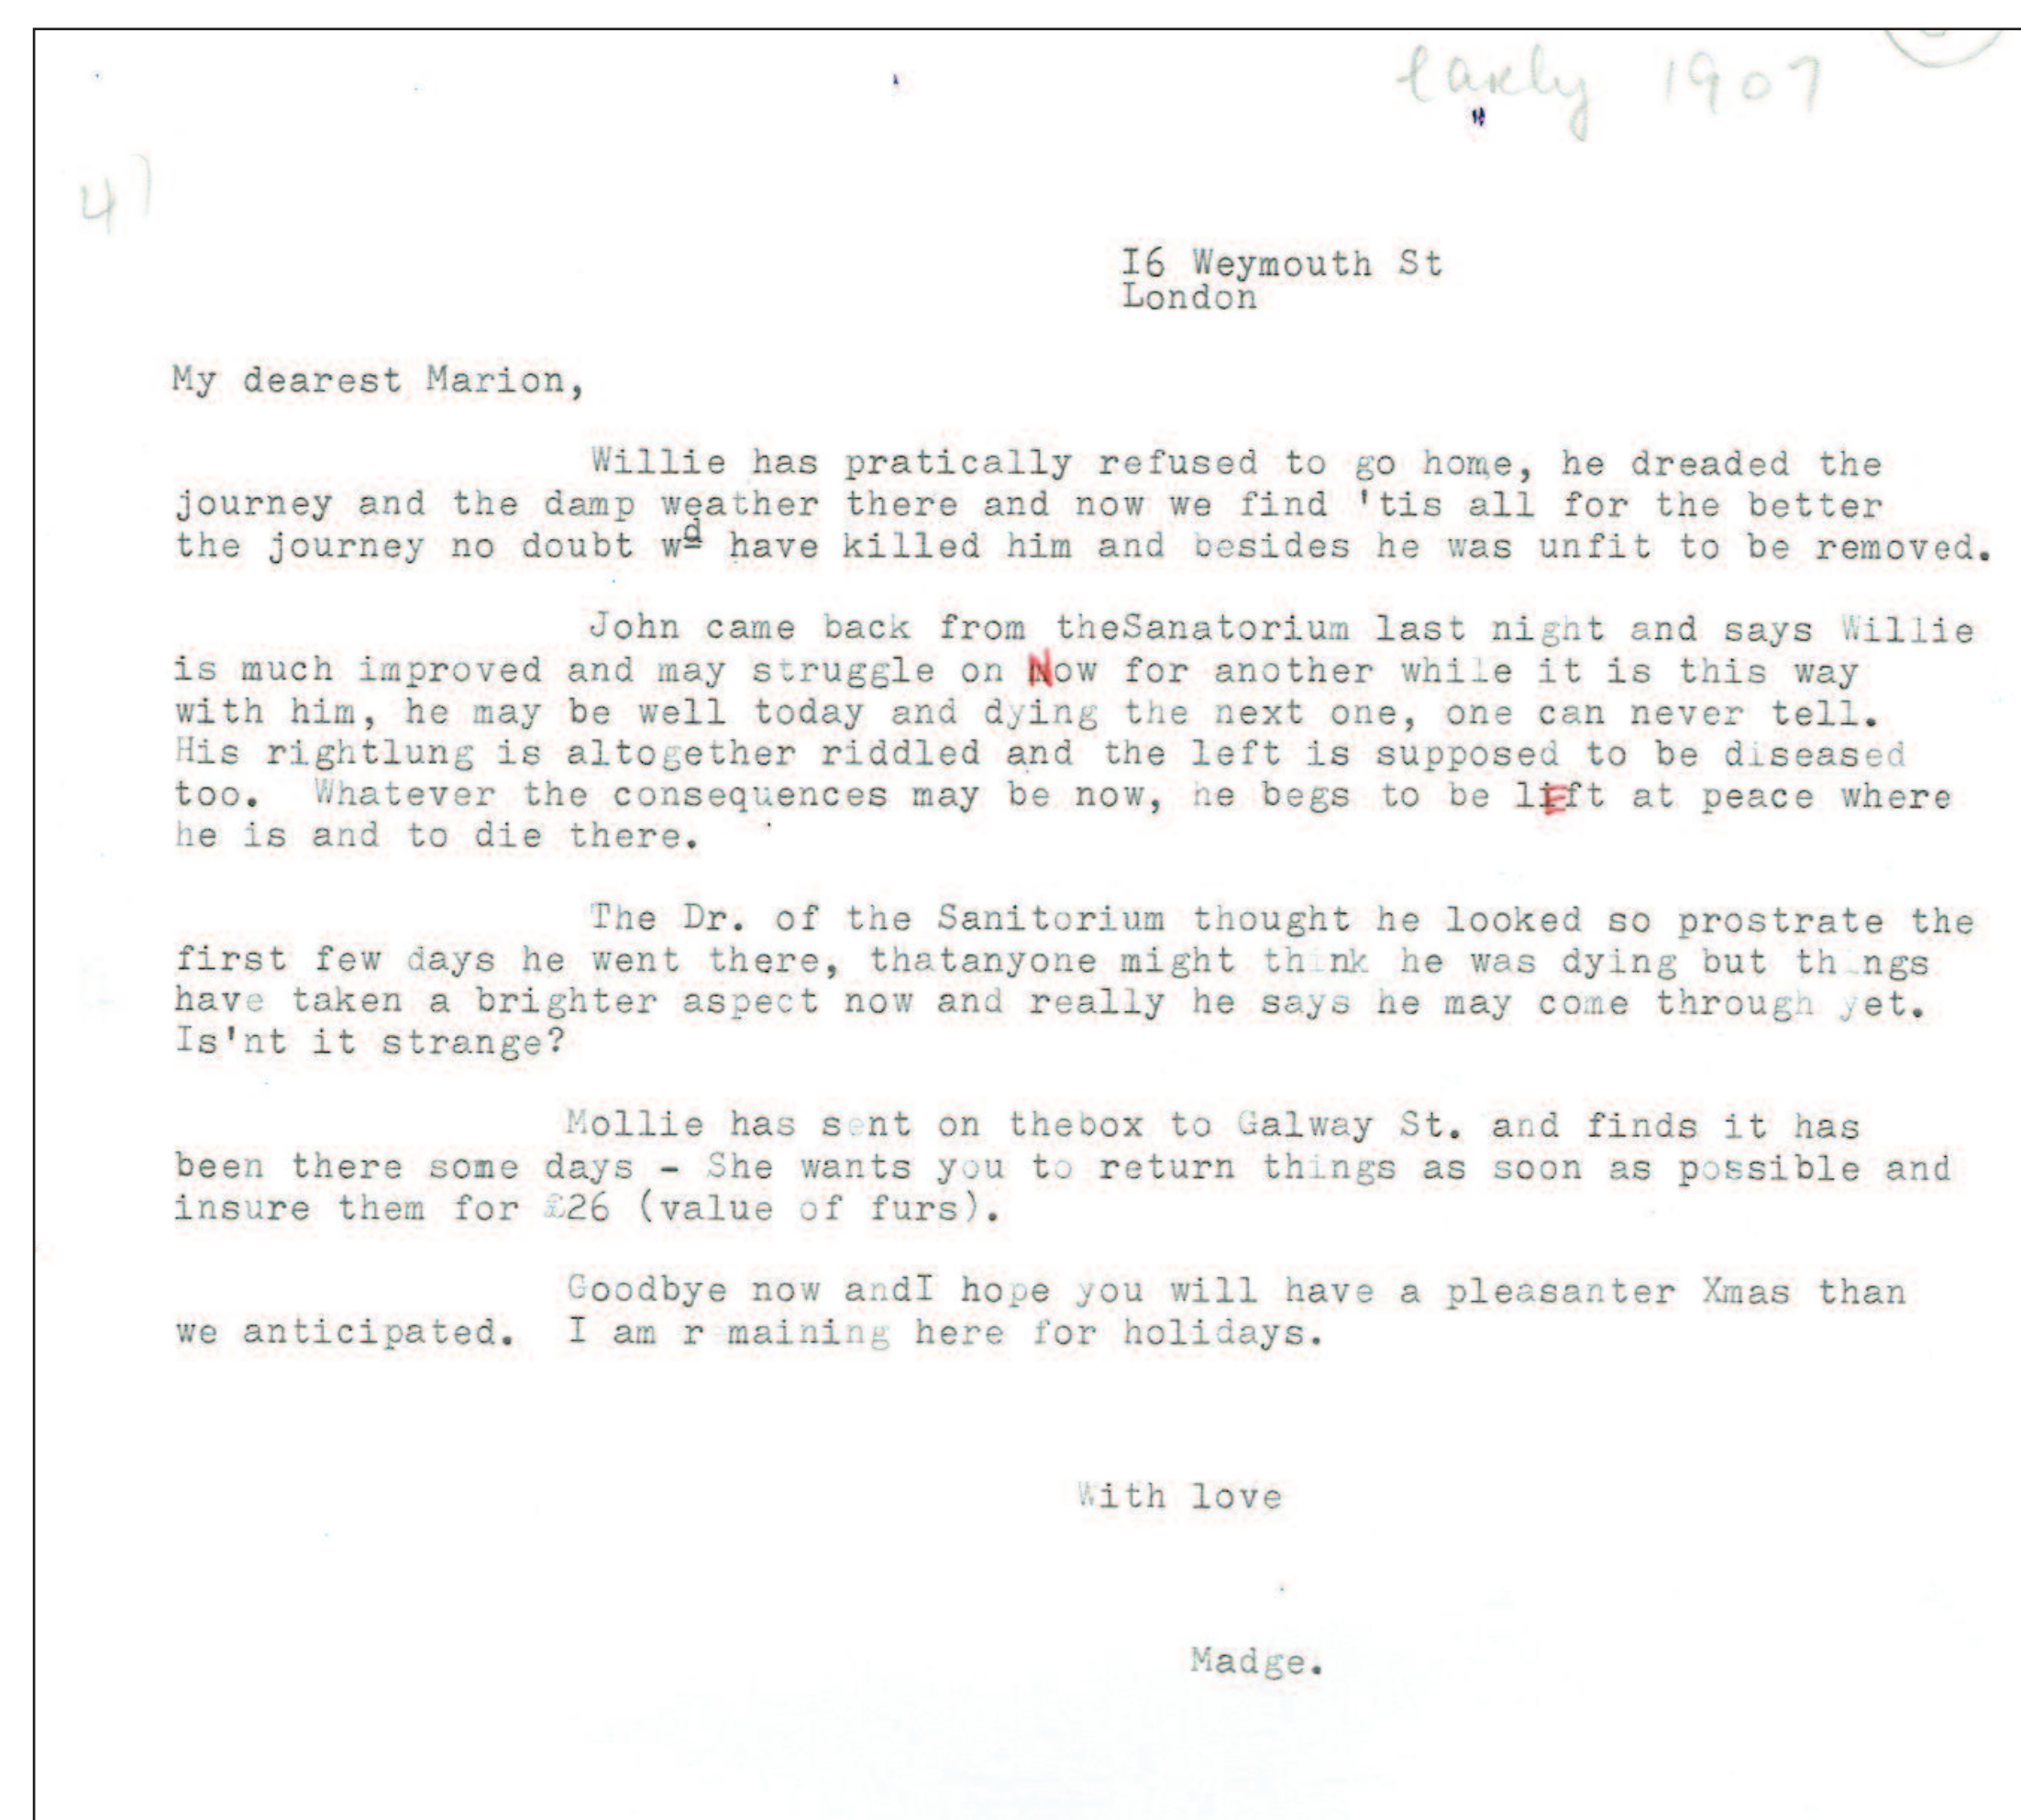 early 1907
47
I6 Weymouth St
London
My dearest Marion,
Willie has pratically refused to go home, he dreaded the
journey and the damp weather there and now we find 'tis all for the better
the journey no doubt wd have killed him and besides he was unfit to be removed.
John came back from theSanatorium last night and says Willie
is much improved and may struggle on Now for another while it is this way
with him, he may be well today and dying the next one, one can never tell.
His rightlung is altogether riddled and the left is supposed to be diseased
too. Whatever the consequences may be now, he begs to be lEft at peace where
he is and to die there.
The Dr. of the Sanitorium thought he looked so prostrate the
first few days he went there, thatanyone might think he was dying but th ngs
have taken a brighter aspect now and really he says he may come through yet.
Is'nt it strange?
Mollie has sent on thebox to Galway St. and finds it has
been there some days - She wants you to return things as soon as possible and
insure them for £26 (value of furs).
Goodbye now andI hope you will have a pleasanter Xmas than
we anticipated. I am r maining here for holidays.
With love
Madge.